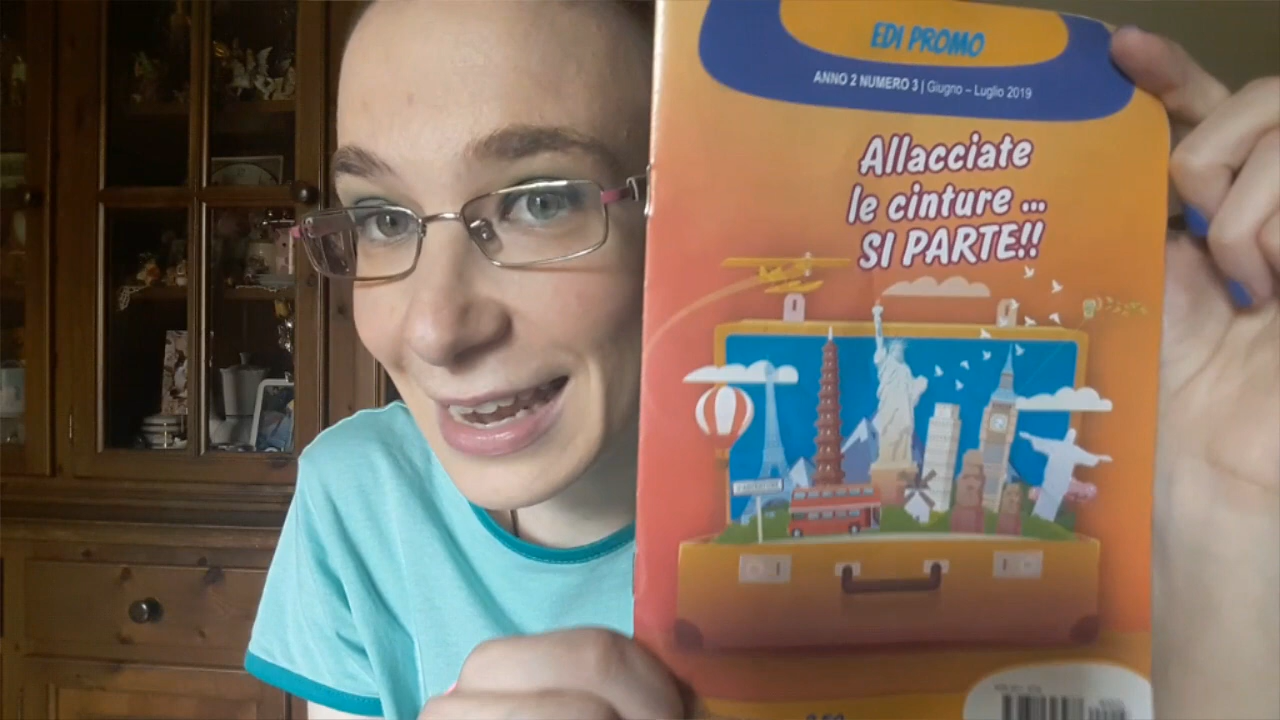 EDI PROMO
ANNO 2 NUMERO 3 | Giugno – Luglio 2019
Allacciate
le cinture ...
SI PARTE!!